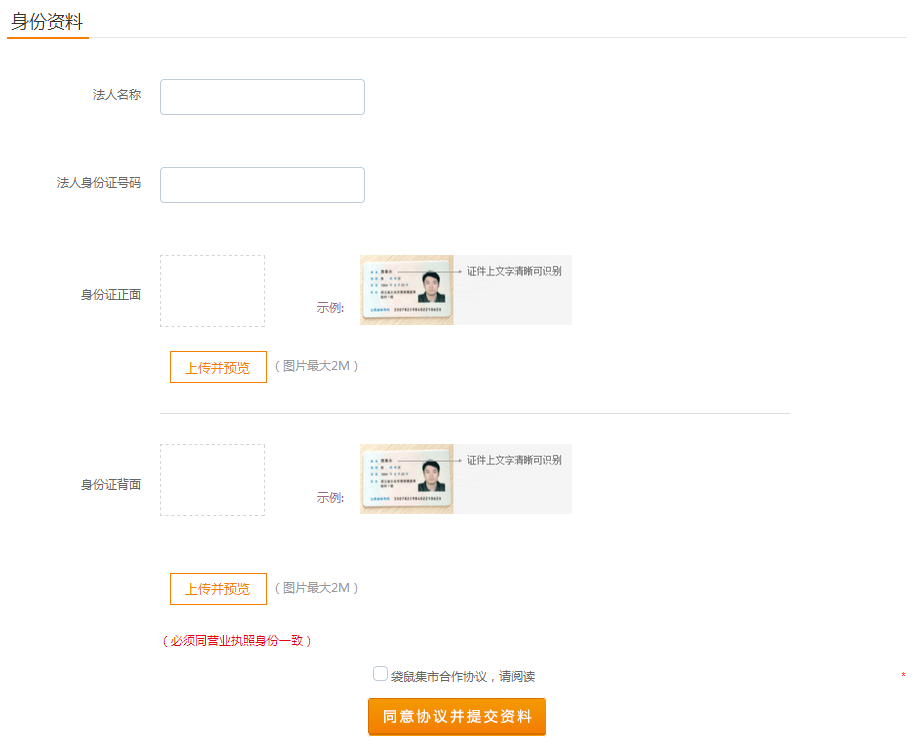 身份资料
法人名称
法人身份证号码
身份证正面
示例:
证件上文字清晰可识别
上传并预览
（图片最大2M）
身份证背面
示例:
证件上文字清晰可识别
上传并预览
（图片最大2M）
（必须同营业执照身份一致）
袋鼠集市合作协议，请阅读
*
同意协议并提交资料